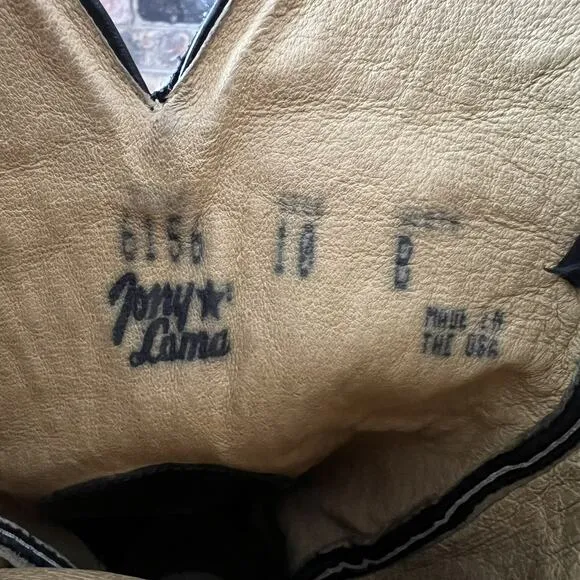 6156 10 B
Tony★
Lama
MADE IN
THE USA